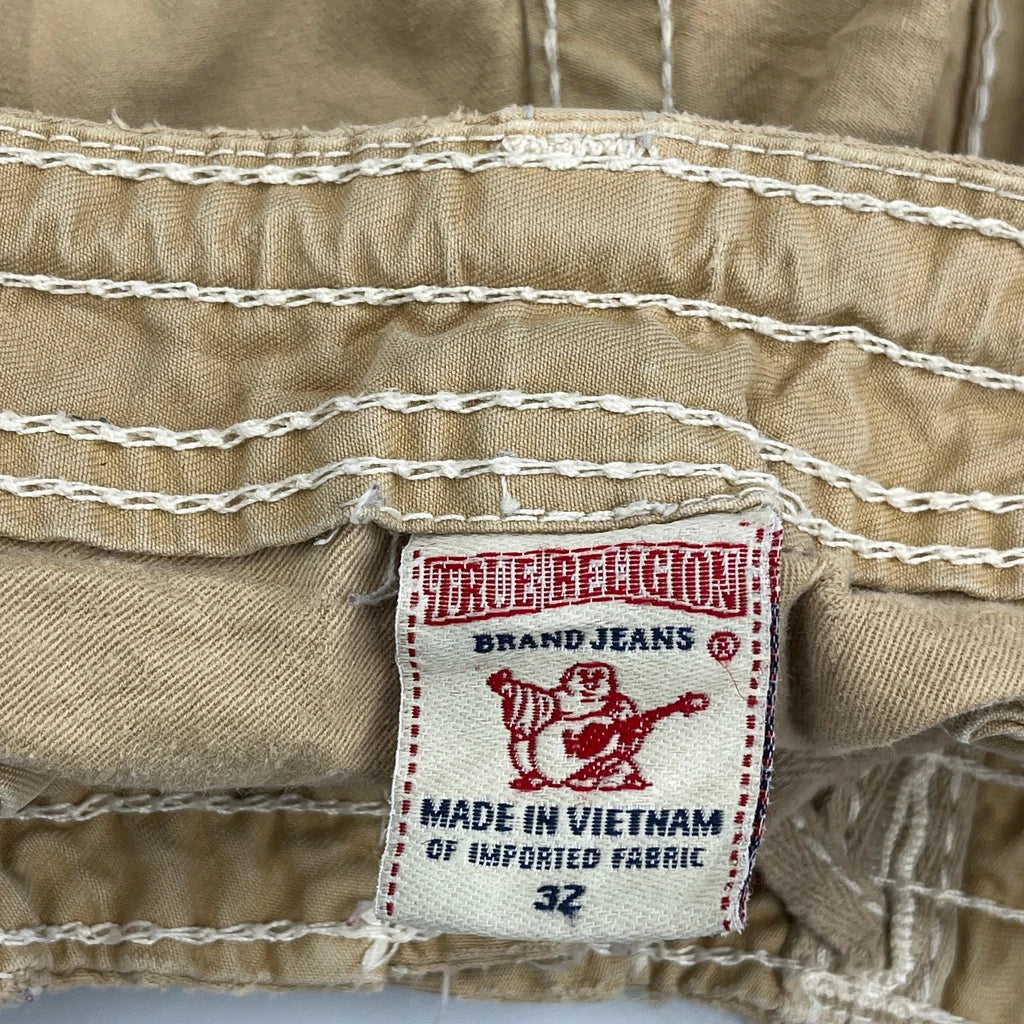 TRUE RELIGION
BRAND JEANS ®
MADE IN VIETNAM
OF IMPORTED FABRIC
32